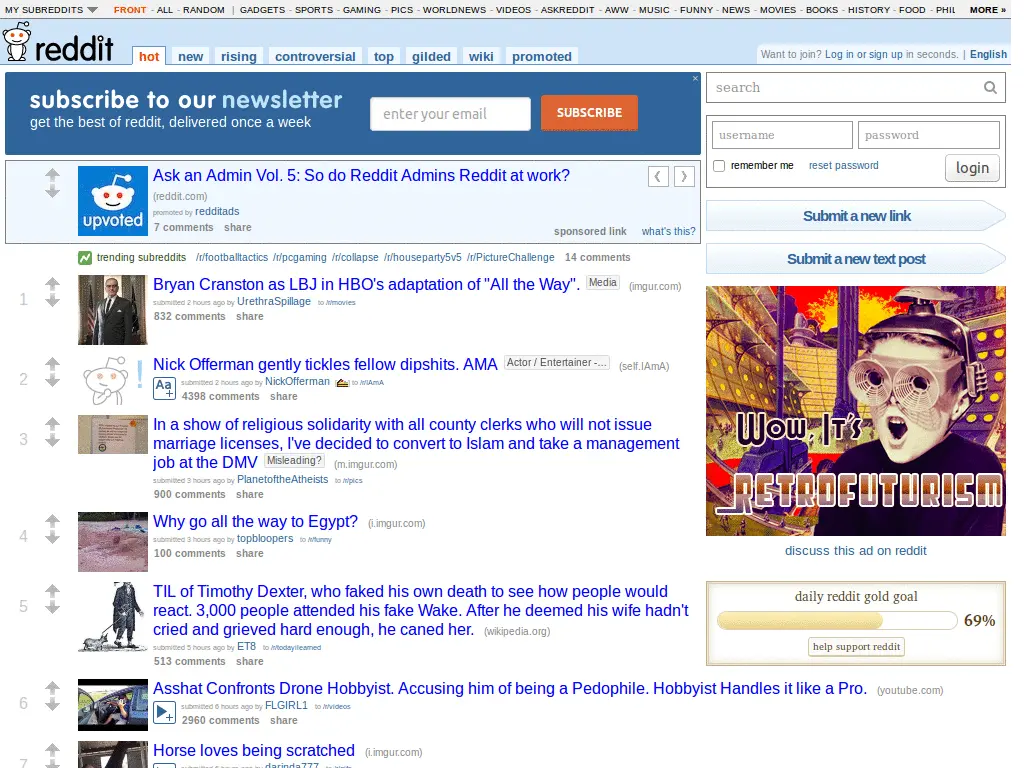 MY SUBREDDITS FRONT - ALL - RANDOM | GADGETS - SPORTS - GAMING - PICS - WORLDNEWS - VIDEOS - ASKREDDIT - AWW - MUSIC - FUNNY - NEWS - MOVIES - BOOKS - HISTORY - FOOD - PHIL MORE »
reddit hot new rising controversial top gilded wiki promoted
Want to join? Log in or sign up in seconds. | English
subscribe to our newsletter
get the best of reddit, delivered once a week
enter your email
SUBSCRIBE
×
search
username
password
remember me
reset password
login
upvoted
Ask an Admin Vol. 5: So do Reddit Admins Reddit at work?
(reddit.com)
promoted by redditads
7 comments share
sponsored link what's this?
Submit a new link
Submit a new text post
trending subreddits /r/footballtactics /r/pcgaming /r/collapse /r/houseparty5v5 /r/PictureChallenge 14 comments
1
Bryan Cranston as LBJ in HBO's adaptation of "All the Way". Media (imgur.com)
submitted 2 hours ago by UrethraSpillage to /r/movies
832 comments share
2
Nick Offerman gently tickles fellow dipshits. AMA Actor / Entertainer -... (self.IAmA)
Aa+
submitted 2 hours ago by NickOfferman to /r/IAmA
4398 comments share
3
In a show of religious solidarity with all county clerks who will not issue
marriage licenses, I've decided to convert to Islam and take a management
job at the DMV Misleading? (m.imgur.com)
submitted 3 hours ago by PlanetoftheAtheists to /r/pics
900 comments share
4
Why go all the way to Egypt? (i.imgur.com)
submitted 3 hours ago by topbloopers to /r/funny
100 comments share
5
TIL of Timothy Dexter, who faked his own death to see how people would
react. 3,000 people attended his fake Wake. After he deemed his wife hadn't
cried and grieved hard enough, he caned her. (wikipedia.org)
submitted 5 hours ago by ET8 to /r/todayilearned
513 comments share
6
Asshat Confronts Drone Hobbyist. Accusing him of being a Pedophile. Hobbyist Handles it like a Pro. (youtube.com)
submitted 6 hours ago by FLGIRL1 to /r/videos
2960 comments share
7
Horse loves being scratched (i.imgur.com)
submitted 6 hours ago by darinda777 to /r/gifs
WOW, IT'S
RETROFUTURISM
discuss this ad on reddit
daily reddit gold goal
69%
help support reddit